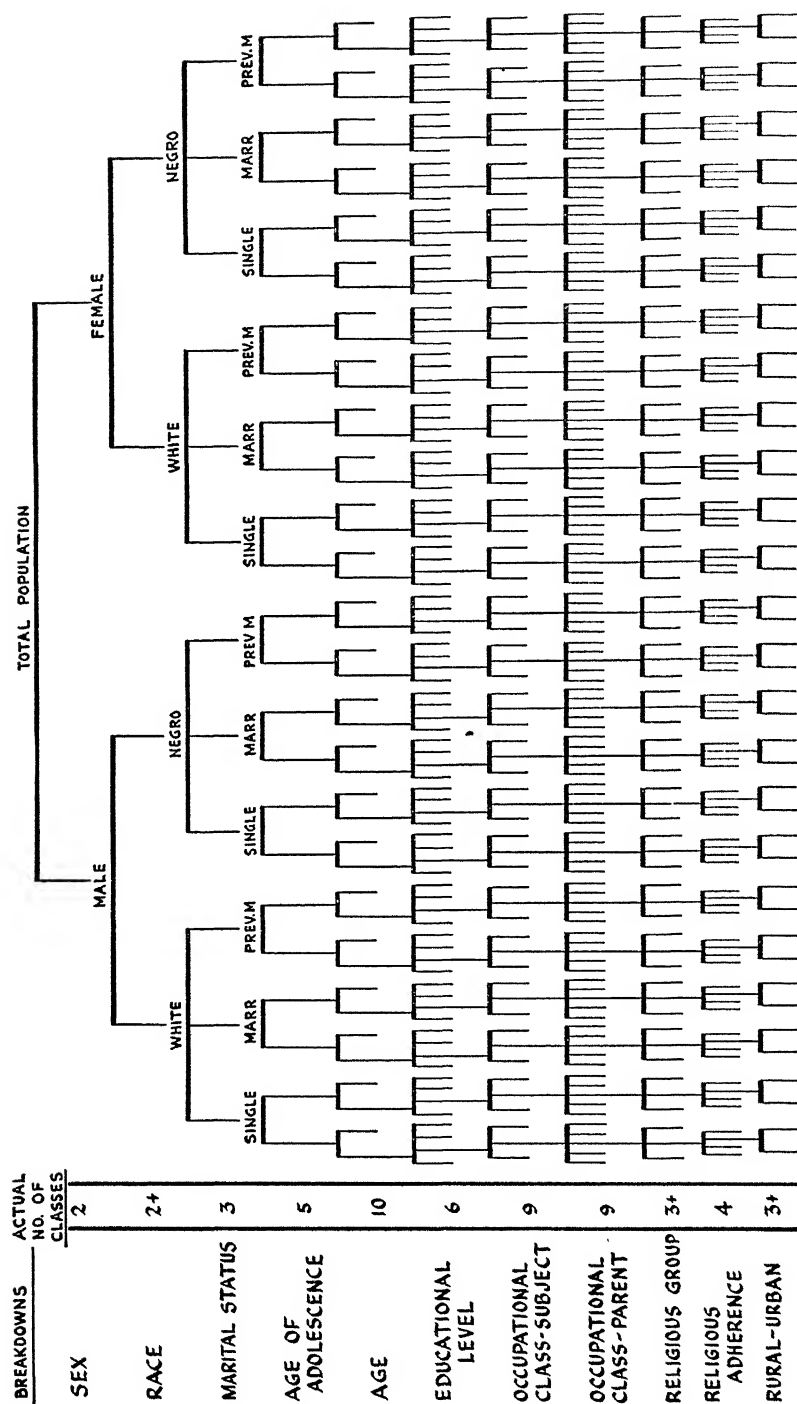 BREAKDOWNS
ACTUAL
NO. OF
CLASSES
TOTAL POPULATION
SEX
2
MALE
FEMALE
RACE
2+
WHITE
NEGRO
WHITE
NEGRO
MARITAL STATUS
3
SINGLE
MARR
PREV.M
SINGLE
MARR
PREV M
SINGLE
MARR
PREV.M
SINGLE
MARR
PREV.M
AGE OF
ADOLESCENCE
5
AGE
10
EDUCATIONAL
LEVEL
6
OCCUPATIONAL
CLASS-SUBJECT
9
OCCUPATIONAL
CLASS-PARENT
9
RELIGIOUS GROUP
3+
RELIGIOUS
ADHERENCE
4
RURAL-URBAN
3+